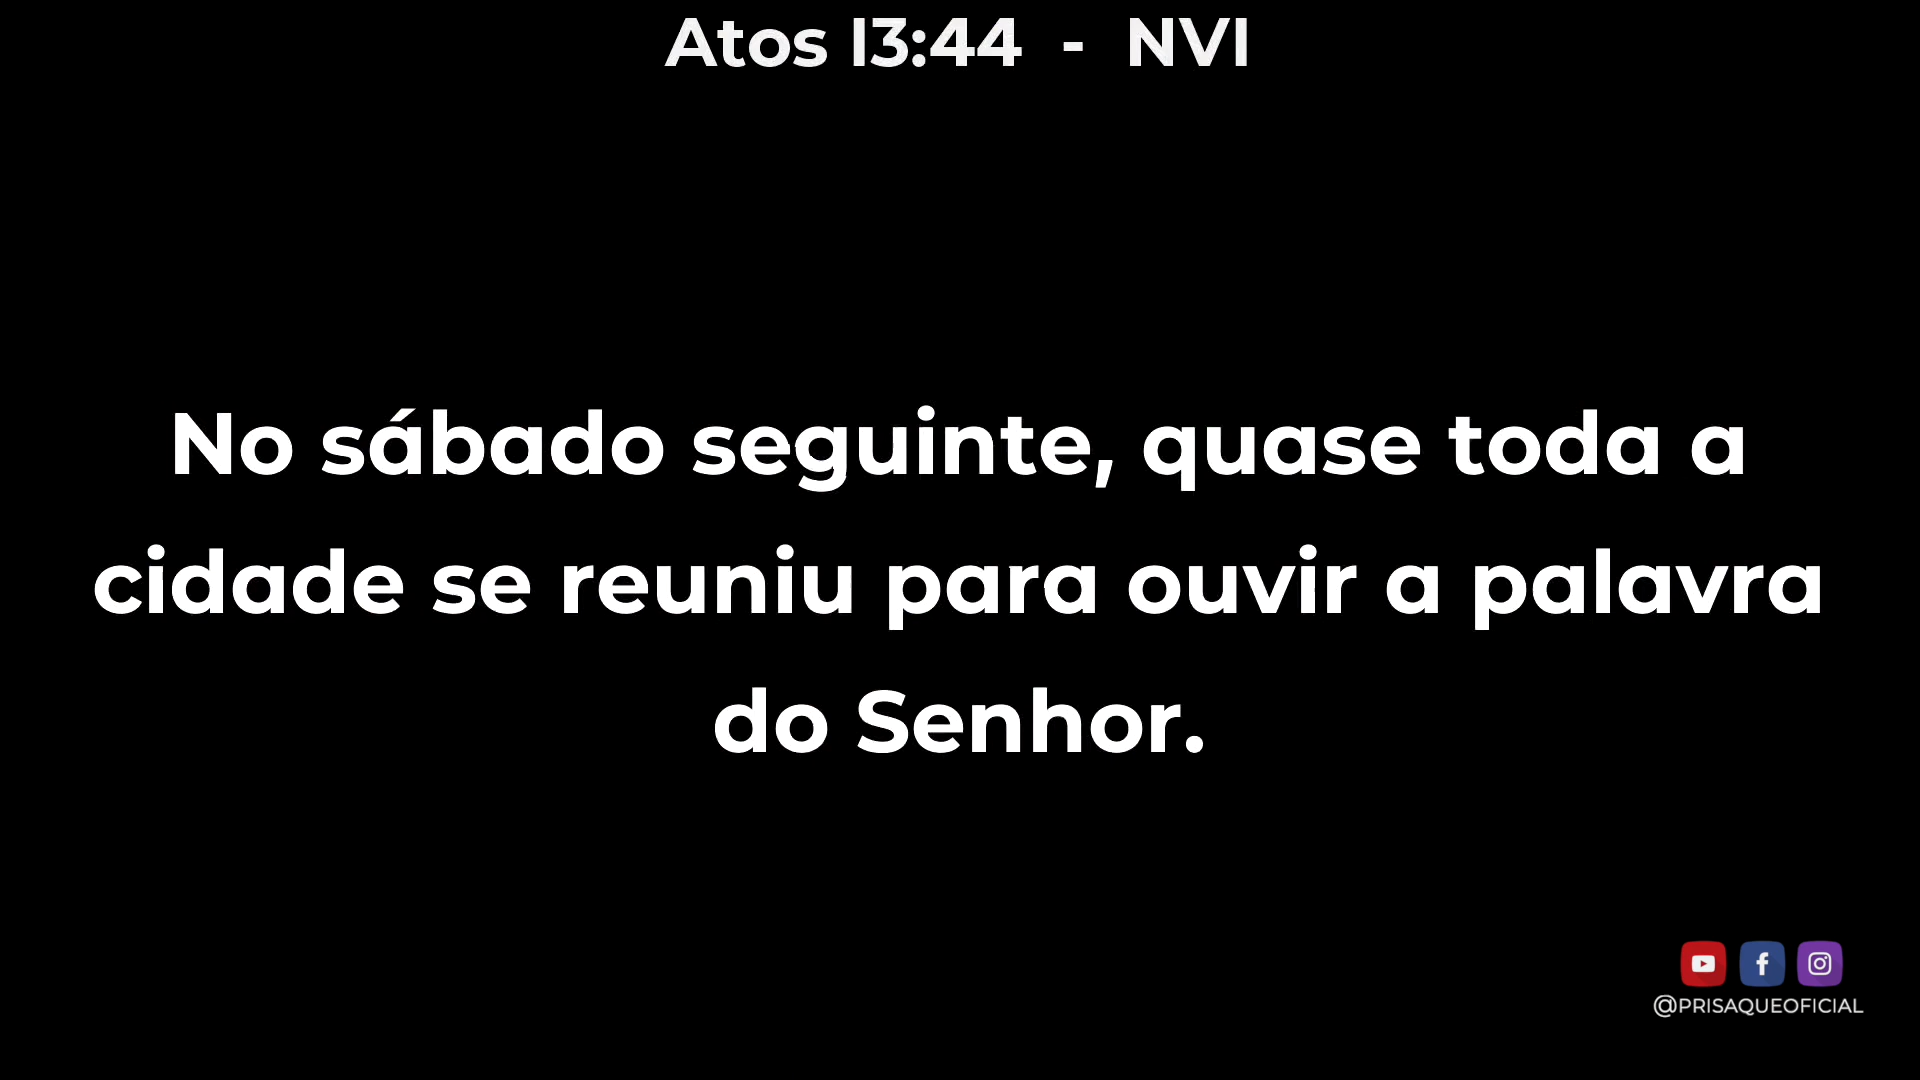 Atos 13:44 - NVI
No sábado seguinte, quase toda a
cidade se reuniu para ouvir a palavra
do Senhor.
@PRISAQUEOFICIAL